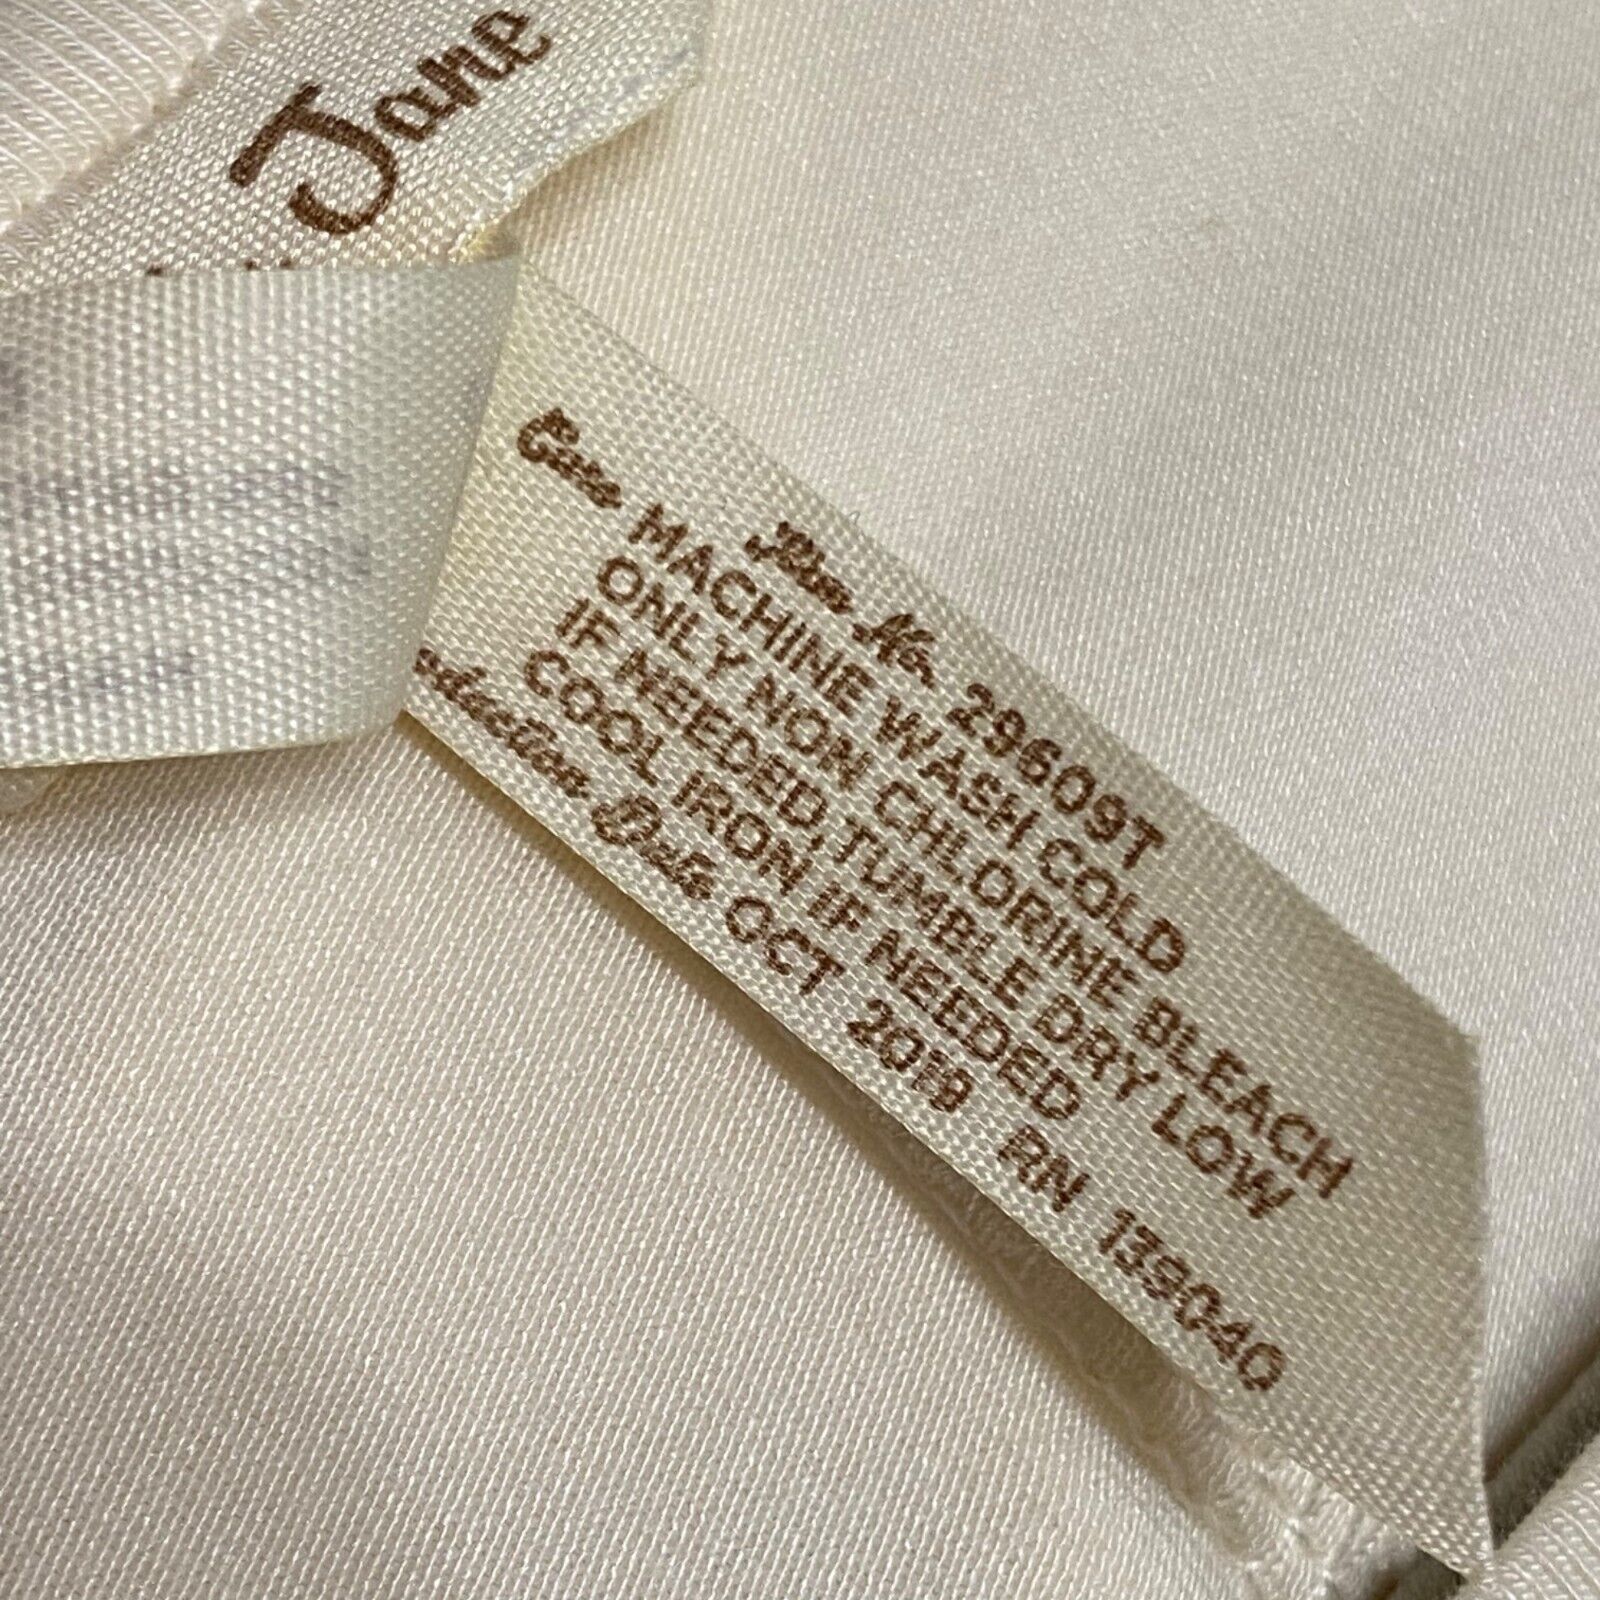 Jane
Item No. 29609T
Care MACHINE WASH COLD
ONLY NON CHLORINE BLEACH
IF NEEDED, TUMBLE DRY LOW
COOL IRON IF NEEDED
oduction Date OCT 2019 RN 139040